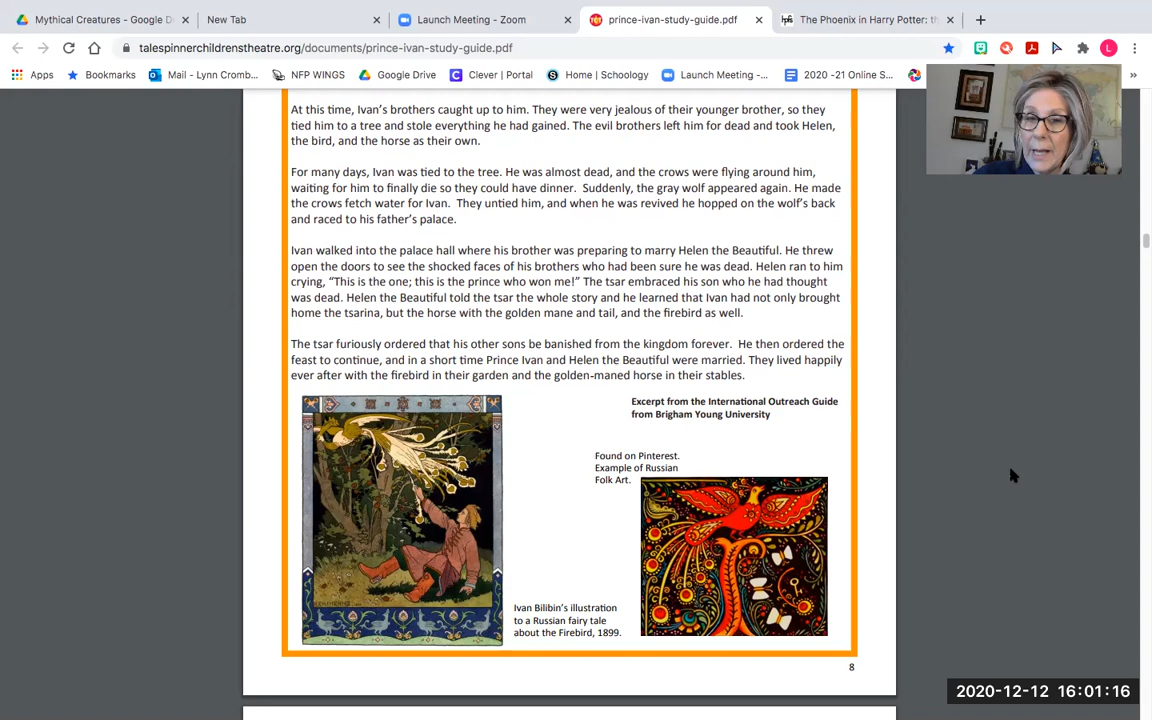 Mythical Creatures - Google D
New Tab
Launch Meeting - Zoom
prince-ivan-study-guide.pdf
The Phoenix in Harry Potter: th
talespinnerchildrenstheatre.org/documents/prince-ivan-study-guide.pdf
Apps
Bookmarks
Mail - Lynn Cromb...
NFP WINGS
Google Drive
Clever | Portal
Home | Schoology
Launch Meeting -...
2020 -21 Online S...
At this time, Ivan's brothers caught up to him. They were very jealous of their younger brother, so they
tied him to a tree and stole everything he had gained. The evil brothers left him for dead and took Helen,
the bird, and the horse as their own.
For many days, Ivan was tied to the tree. He was almost dead, and the crows were flying around him,
waiting for him to finally die so they could have dinner. Suddenly, the gray wolf appeared again. He made
the crows fetch water for Ivan. They untied him, and when he was revived he hopped on the wolf's back
and raced to his father's palace.
Ivan walked into the palace hall where his brother was preparing to marry Helen the Beautiful. He threw
open the doors to see the shocked faces of his brothers who had been sure he was dead. Helen ran to him
crying, "This is the one; this is the prince who won me!" The tsar embraced his son who he had thought
was dead. Helen the Beautiful told the tsar the whole story and he learned that Ivan had not only brought
home the tsarina, but the horse with the golden mane and tail, and the firebird as well.
The tsar furiously ordered that his other sons be banished from the kingdom forever. He then ordered the
feast to continue, and in a short time Prince Ivan and Helen the Beautiful were married. They lived happily
ever after with the firebird in their garden and the golden-maned horse in their stables.
Excerpt from the International Outreach Guide
from Brigham Young University
Found on Pinterest.
Example of Russian
Folk Art.
Ivan Bilibin's illustration
to a Russian fairy tale
about the Firebird, 1899.
8
2020-12-12 16:01:16